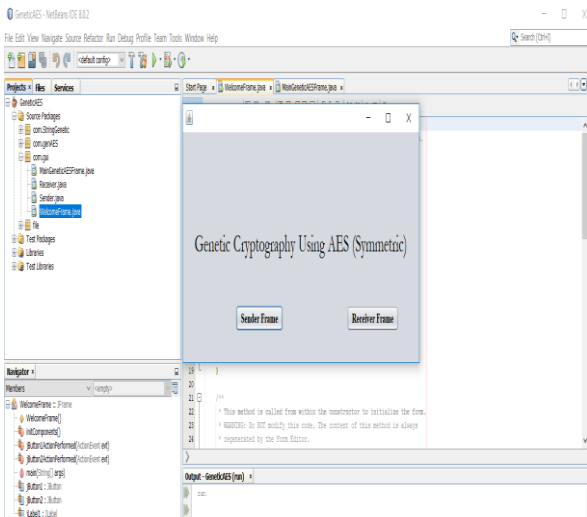 GeneticAES - NetBeans IDE 8.0.2
File Edit View Navigate Source Refactor Run Debug Profile Team Tools Window Help
Search (Ctrl+I)
<default config>
Projects × Files Services
Start Page × WelcomeFrame.java × MainGeneticAESFrame.java ×
GeneticAES
Source Packages
com.StringGenetic
com.genAES
com.gui
MainGeneticAESFrame.java
Receiver.java
Sender.java
WelcomeFrame.java
file
Test Packages
Libraries
Test Libraries
Genetic Cryptography Using AES (Symmetric)
Sender Frame Receiver Frame
Navigator ×
Members <empty>
WelcomeFrame :: JFrame
WelcomeFrame()
initComponents()
jButton1ActionPerformed(ActionEvent evt)
jButton2ActionPerformed(ActionEvent evt)
main(String[] args)
jButton1 : JButton
jButton2 : JButton
jLabel1 : JLabel
19 }
20
21 /**
22 * This method is called from within the constructor to initialize the form.
23 * WARNING: Do NOT modify this code. The content of this method is always
24 * regenerated by the Form Editor.
Output - GeneticAES (run) ×
run: